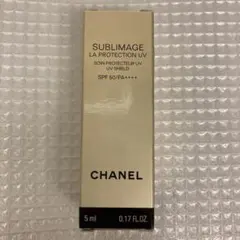 SUBLIMAGE
LA PROTECTION UV
SOIN PROTECTEUR UV
UV SHIELD
SPF 50/PA++++
CHANEL
5 ml 0.17 FL.OZ.